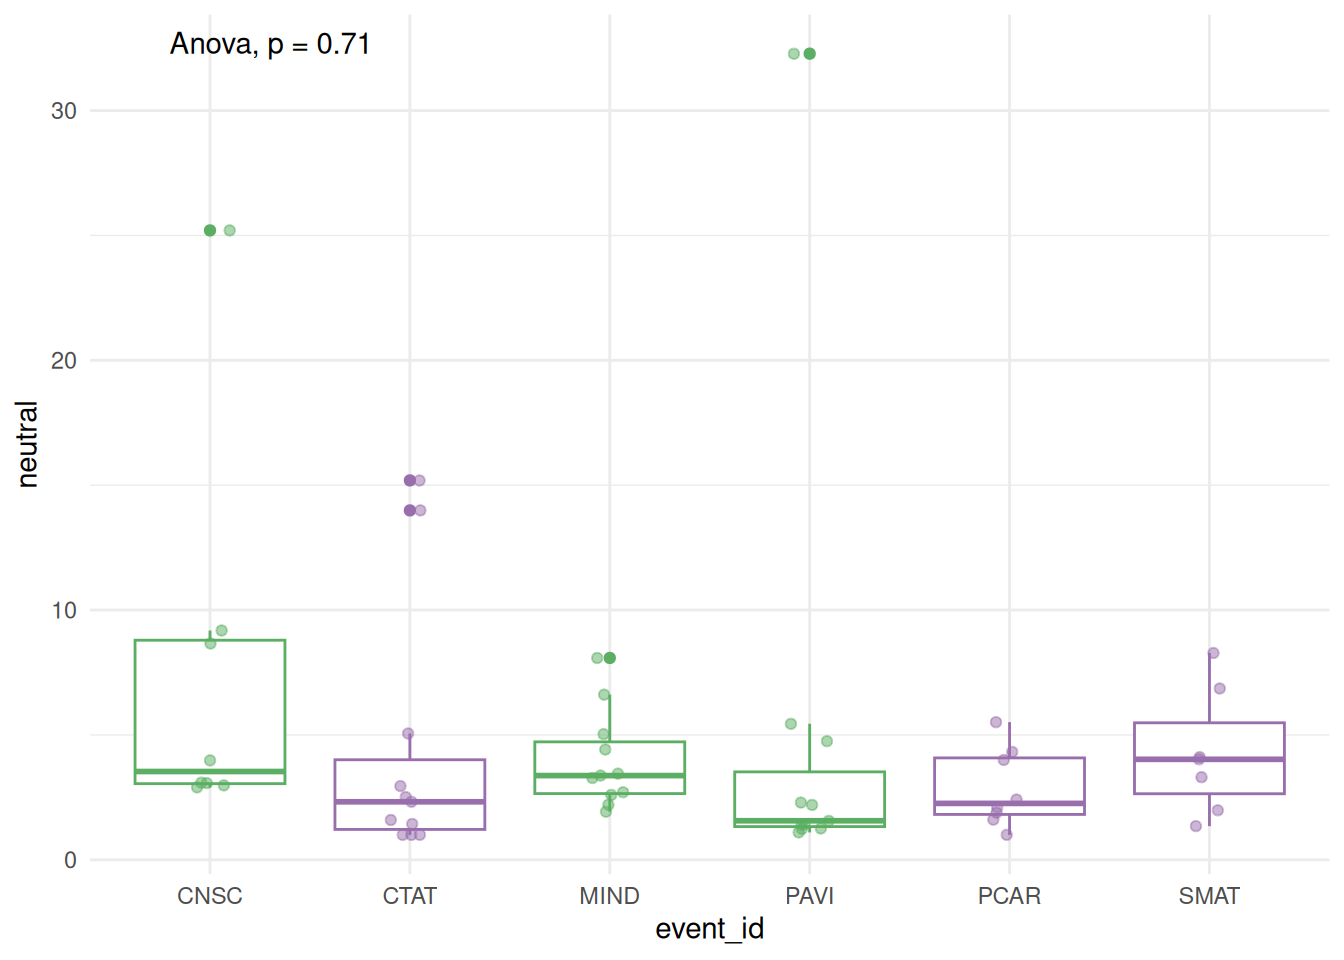 Anova, p = 0.71
30
20
10
0
neutral
CNSC CTAT MIND PAVI PCAR SMAT
event_id